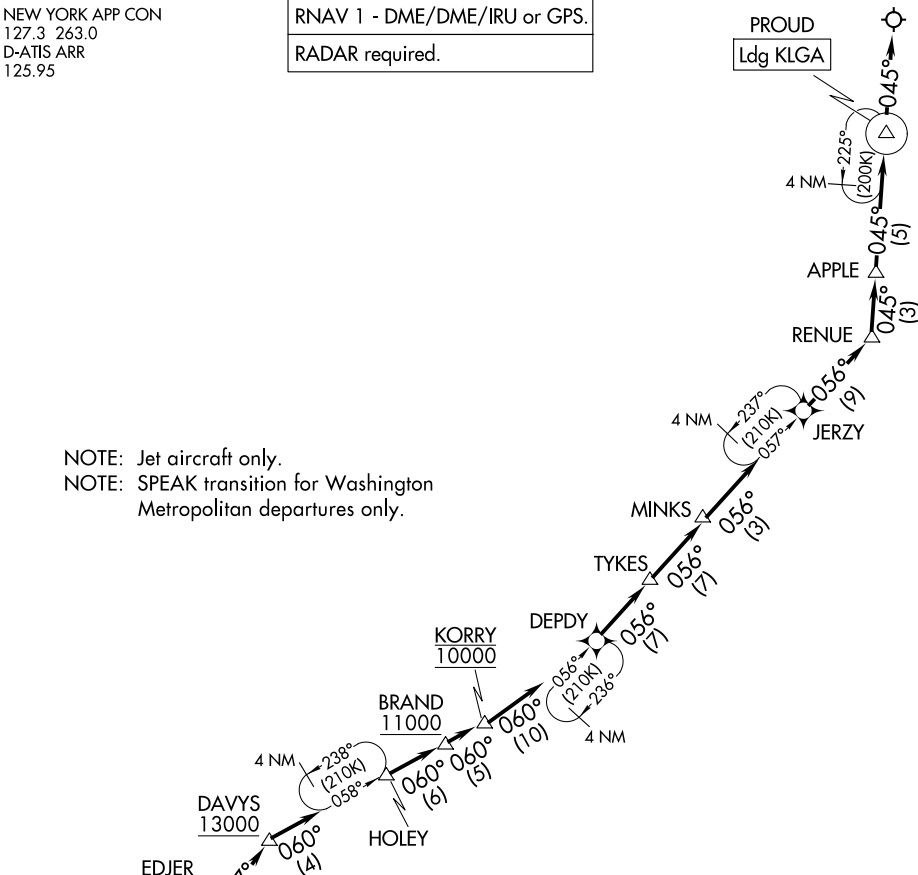 NEW YORK APP CON
127.3 263.0
D-ATIS ARR
125.95
RNAV 1 - DME/DME/IRU or GPS.
RADAR required.
PROUD
Ldg KLGA
045°
225°
(200K)
4 NM
045°
(5)
APPLE
045°
(3)
RENUE
056°
(9)
237°
(210K)
057°
4 NM
JERZY
NOTE: Jet aircraft only.
NOTE: SPEAK transition for Washington
Metropolitan departures only.
MINKS
056°
(3)
TYKES
056°
(7)
DEPDY
056°
(7)
056°
(210K)
236°
4 NM
KORRY
10000
060°
(10)
BRAND
11000
060°
(5)
060°
(6)
4 NM
238°
(210K)
058°
HOLEY
DAVYS
13000
060°
(4)
EDJER